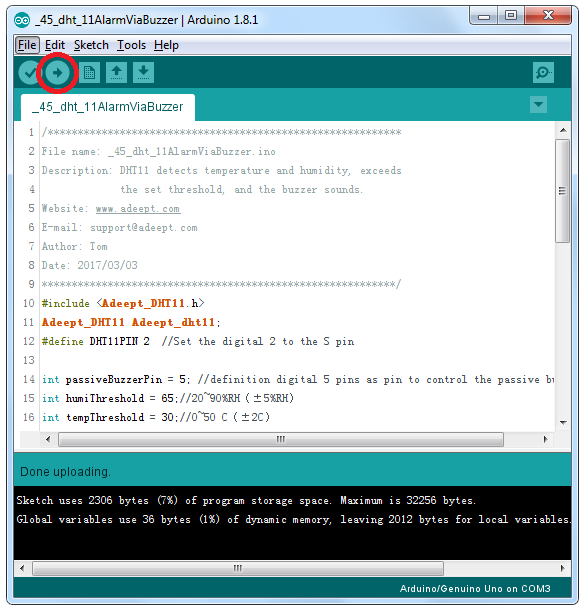 _45_dht_11AlarmViaBuzzer | Arduino 1.8.1
File Edit Sketch Tools Help
_45_dht_11AlarmViaBuzzer
1 /***********************************************************
2 File name: _45_dht_11AlarmViaBuzzer.ino
3 Description: DHT11 detects temperature and humidity, exceeds
4 the set threshold, and the buzzer sounds.
5 Website: www.adeept.com
6 E-mail: support@adeept.com
7 Author: Tom
8 Date: 2017/03/03
9 ***********************************************************/
10 #include <Adeept_DHT11.h>
11 Adeept_DHT11 Adeept_dht11;
12 #define DHT11PIN 2 //Set the digital 2 to the S pin
13
14 int passiveBuzzerPin = 5; //definition digital 5 pins as pin to control the passive bu
15 int humiThreshold = 65;//20~90%RH（±5%RH）
16 int tempThreshold = 30;//0~50 C（±2C）
Done uploading.
Sketch uses 2306 bytes (7%) of program storage space. Maximum is 32256 bytes.
Global variables use 36 bytes (1%) of dynamic memory, leaving 2012 bytes for local variables.
Arduino/Genuino Uno on COM3